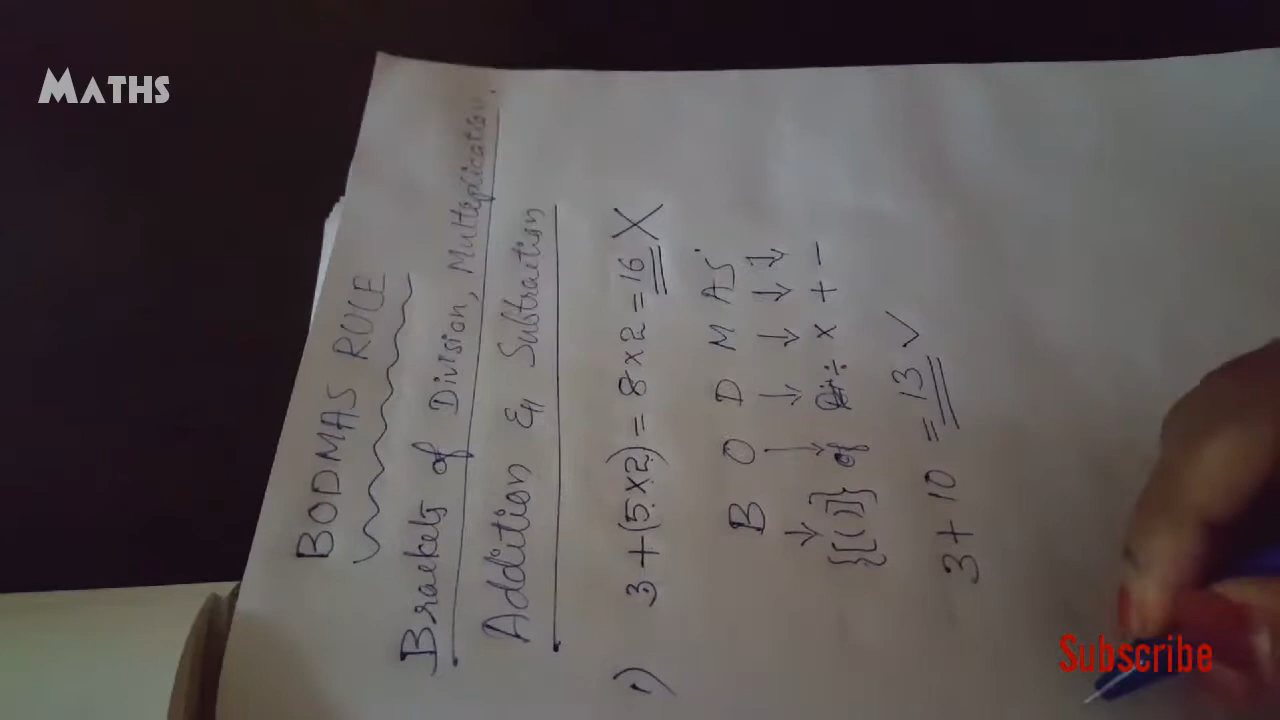 MATHS
BODMAS RULE
Brackets of Division, Multiplication.
Addition & Subtraction
1) 3+(5×2) = 8×2 = 16 X
B O D M A S
↓ ↓ ↓ ↓ ↓ ↓
{[()]} of ÷ × + -
3+ 10 = 13 ✓
Subscribe